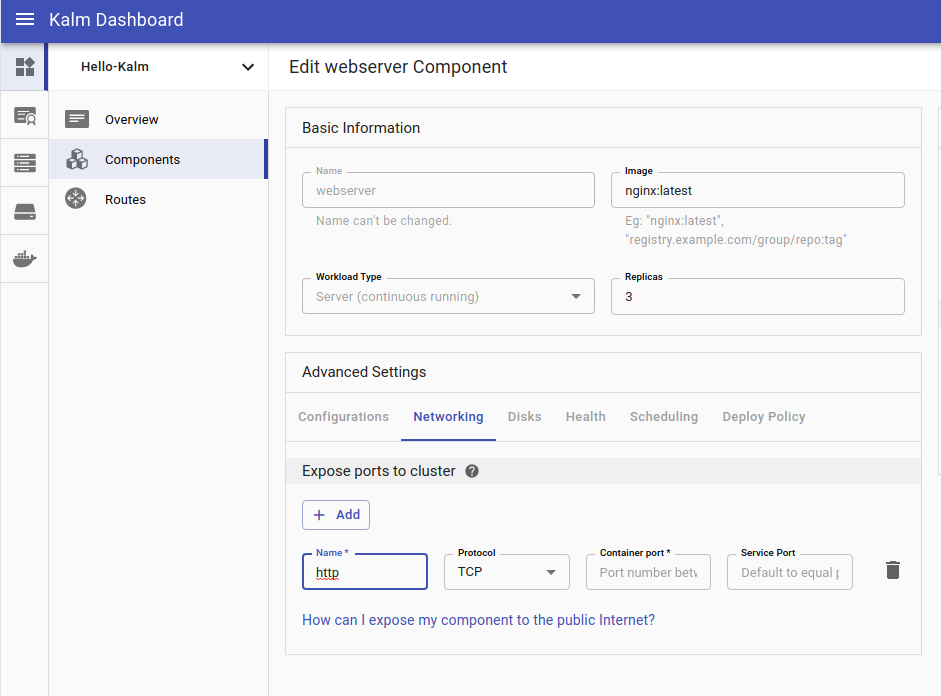 Kalm Dashboard
Hello-Kalm
Edit webserver Component
Overview
Components
Routes
Basic Information
Name
webserver
Name can't be changed.
Image
nginx:latest
Eg: "nginx:latest",
"registry.example.com/group/repo:tag"
Workload Type
Server (continuous running)
Replicas
3
Advanced Settings
Configurations Networking Disks Health Scheduling Deploy Policy
Expose ports to cluster ?
+ Add
Name * Protocol Container port * Service Port
http TCP Port number betw Default to equal p
How can I expose my component to the public Internet?